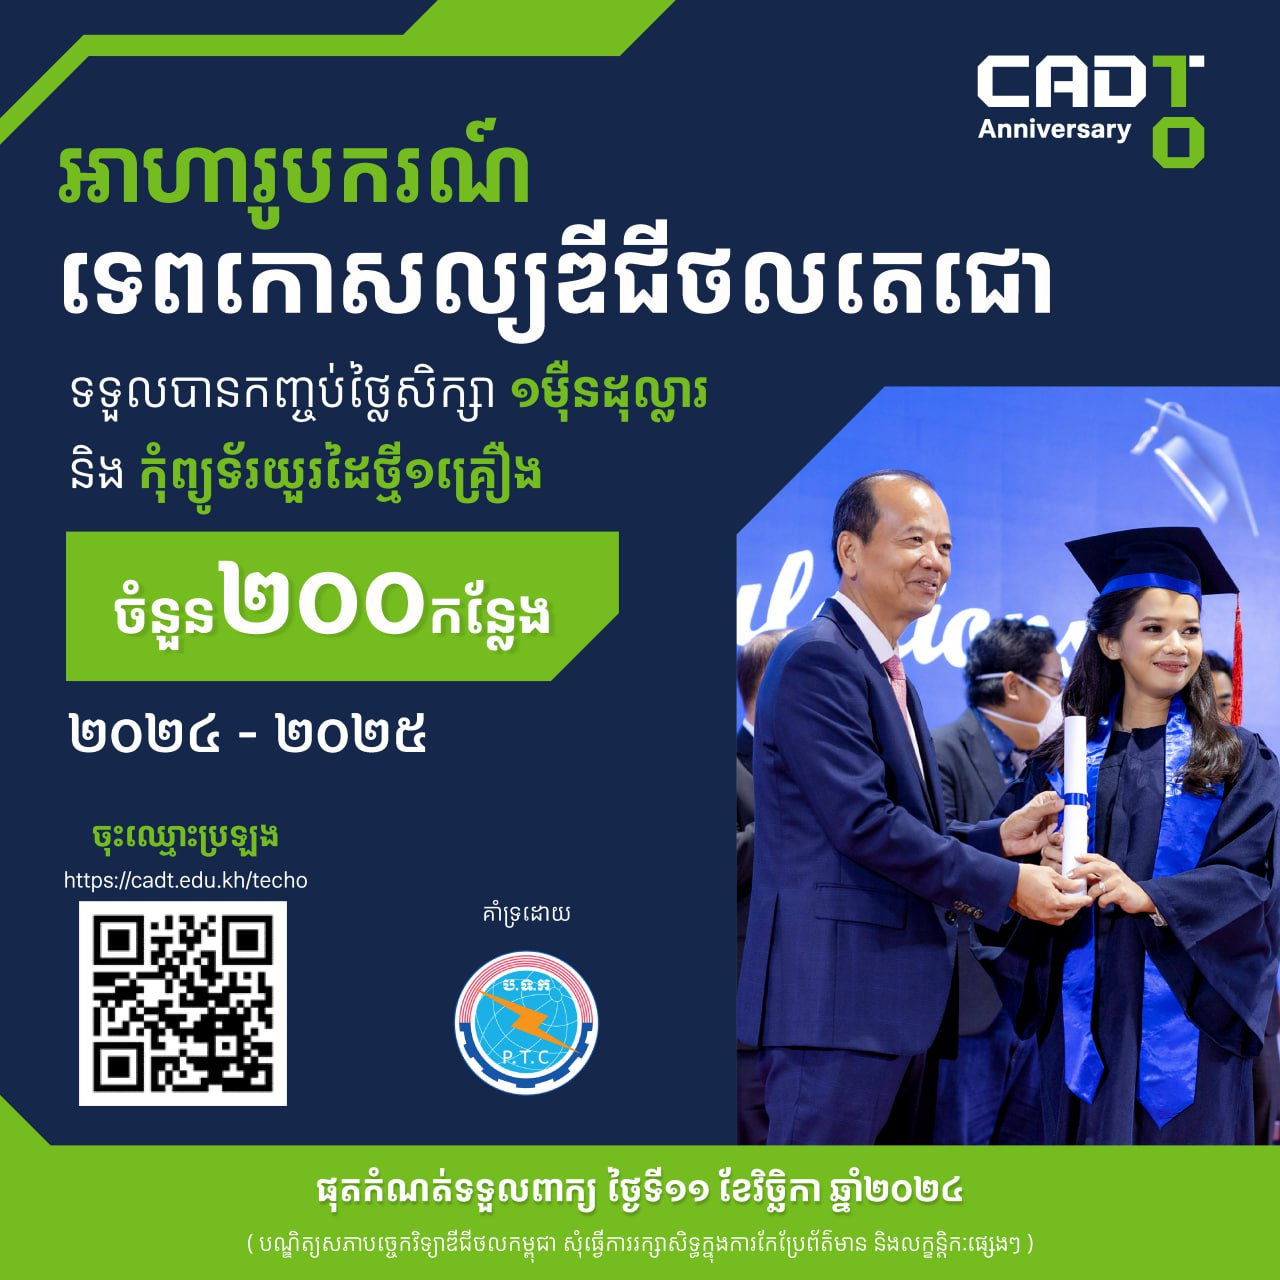 CADT
Anniversary 10
អាហារូបករណ៍
ទេពកោសល្យឌីជីថលតេជោ
ទទួលបានកញ្ចប់ថ្លៃសិក្សា ១ម៉ឺនដុល្លារ
និង កុំព្យូទ័រយួរដៃថ្មី១គ្រឿង
ចំនួន២០០កន្លែង
២០២៤ - ២០២៥
ចុះឈ្មោះប្រឡង
https://cadt.edu.kh/techo
គាំទ្រដោយ
ប.ទ.ក
P.T.C
ផុតកំណត់ទទួលពាក្យ ថ្ងៃទី១១ ខែវិច្ឆិកា ឆ្នាំ២០២៤
( បណ្ឌិត្យសភាបច្ចេកវិទ្យាឌីជីថលកម្ពុជា សុំធ្វើការរក្សាសិទ្ធក្នុងការកែប្រែព័ត៌មាន និងលក្ខន្តិកៈផ្សេងៗ )